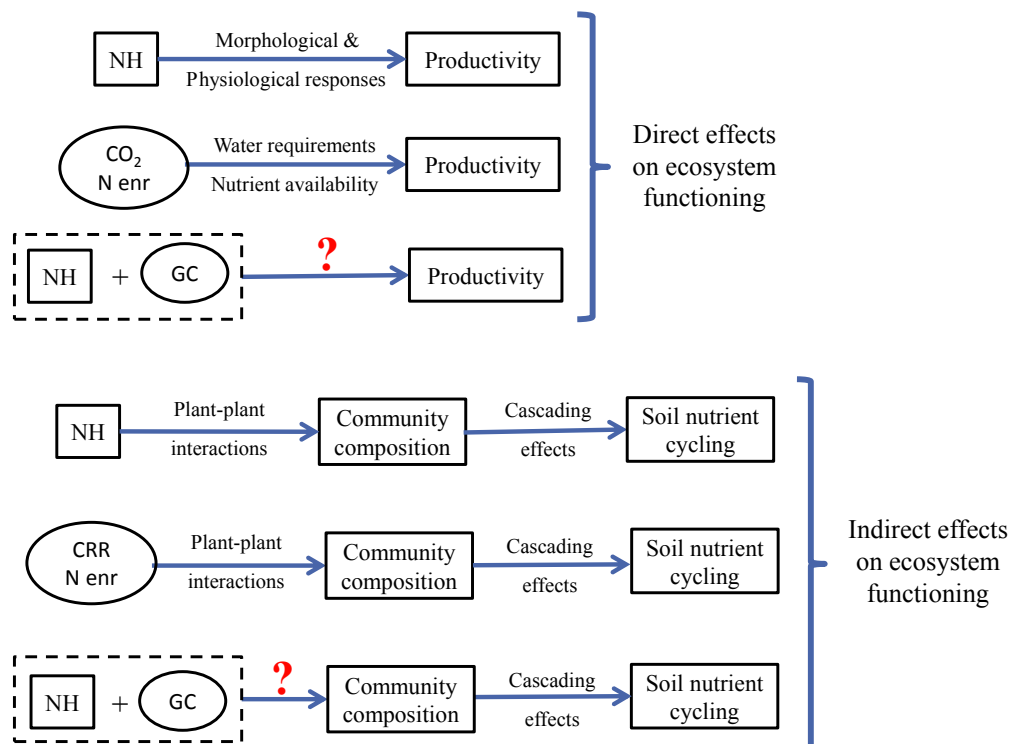 NH
Morphological &
Physiological responses
Productivity
CO₂
N enr
Water requirements
Nutrient availability
Productivity
NH + GC
?
Productivity
Direct effects
on ecosystem
functioning
NH
Plant-plant
interactions
Community
composition
Cascading
effects
Soil nutrient
cycling
CRR
N enr
Plant-plant
interactions
Community
composition
Cascading
effects
Soil nutrient
cycling
NH + GC
?
Community
composition
Cascading
effects
Soil nutrient
cycling
Indirect effects
on ecosystem
functioning